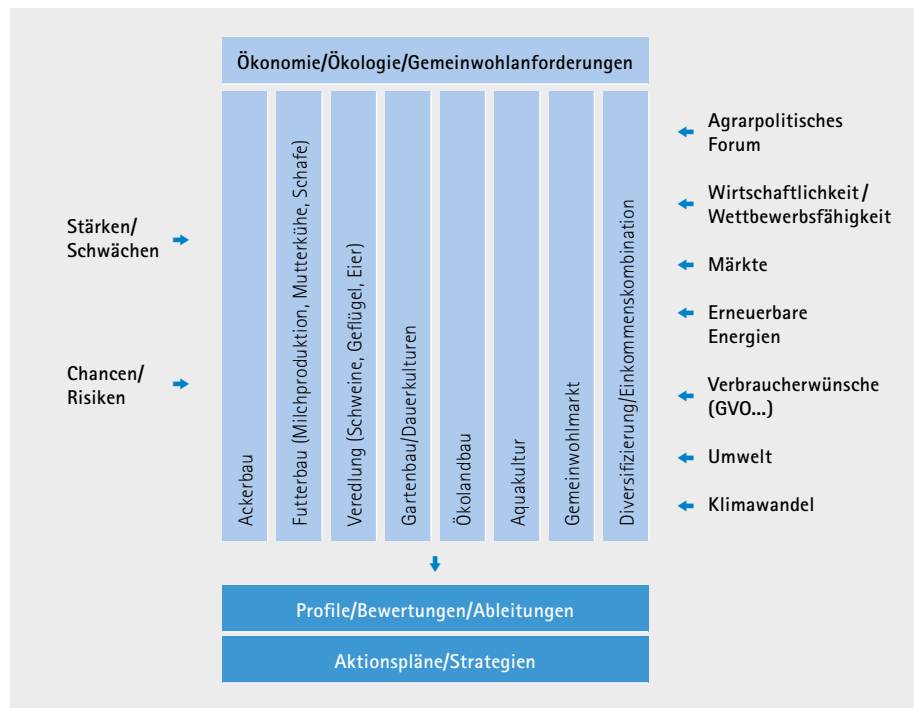 Ökonomie/Ökologie/Gemeinwohlanforderungen
Stärken/
Schwächen
Chancen/
Risiken
Ackerbau
Futterbau (Milchproduktion, Mutterkühe, Schafe)
Veredlung (Schweine, Geflügel, Eier)
Gartenbau/Dauerkulturen
Ökolandbau
Aquakultur
Gemeinwohlmarkt
Diversifizierung/Einkommenskombination
Agrarpolitisches
Forum
Wirtschaftlichkeit/
Wettbewerbsfähigkeit
Märkte
Erneuerbare
Energien
Verbraucherwünsche
(GVO...)
Umwelt
Klimawandel
Profile/Bewertungen/Ableitungen
Aktionspläne/Strategien